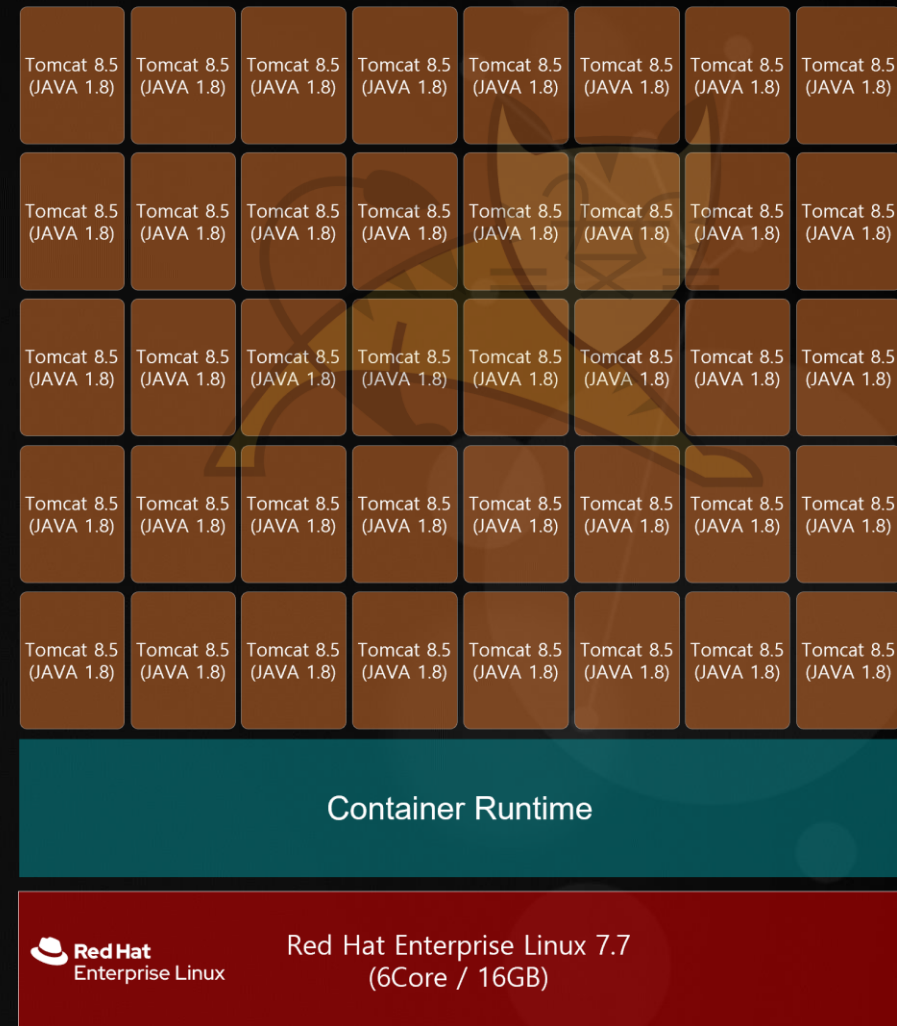 Tomcat 8.5 Tomcat 8.5 Tomcat 8.5 Tomcat 8.5 Tomcat 8.5 Tomcat 8.5 Tomcat 8.5 Tomcat 8.5
(JAVA 1.8) (JAVA 1.8) (JAVA 1.8) (JAVA 1.8) (JAVA 1.8) (JAVA 1.8) (JAVA 1.8) (JAVA 1.8)
Tomcat 8.5 Tomcat 8.5 Tomcat 8.5 Tomcat 8.5 Tomcat 8.5 Tomcat 8.5 Tomcat 8.5 Tomcat 8.5
(JAVA 1.8) (JAVA 1.8) (JAVA 1.8) (JAVA 1.8) (JAVA 1.8) (JAVA 1.8) (JAVA 1.8) (JAVA 1.8)
Tomcat 8.5 Tomcat 8.5 Tomcat 8.5 Tomcat 8.5 Tomcat 8.5 Tomcat 8.5 Tomcat 8.5 Tomcat 8.5
(JAVA 1.8) (JAVA 1.8) (JAVA 1.8) (JAVA 1.8) (JAVA 1.8) (JAVA 1.8) (JAVA 1.8) (JAVA 1.8)
Tomcat 8.5 Tomcat 8.5 Tomcat 8.5 Tomcat 8.5 Tomcat 8.5 Tomcat 8.5 Tomcat 8.5 Tomcat 8.5
(JAVA 1.8) (JAVA 1.8) (JAVA 1.8) (JAVA 1.8) (JAVA 1.8) (JAVA 1.8) (JAVA 1.8) (JAVA 1.8)
Tomcat 8.5 Tomcat 8.5 Tomcat 8.5 Tomcat 8.5 Tomcat 8.5 Tomcat 8.5 Tomcat 8.5 Tomcat 8.5
(JAVA 1.8) (JAVA 1.8) (JAVA 1.8) (JAVA 1.8) (JAVA 1.8) (JAVA 1.8) (JAVA 1.8) (JAVA 1.8)
Container Runtime
Red Hat
Enterprise Linux
Red Hat Enterprise Linux 7.7
(6Core / 16GB)